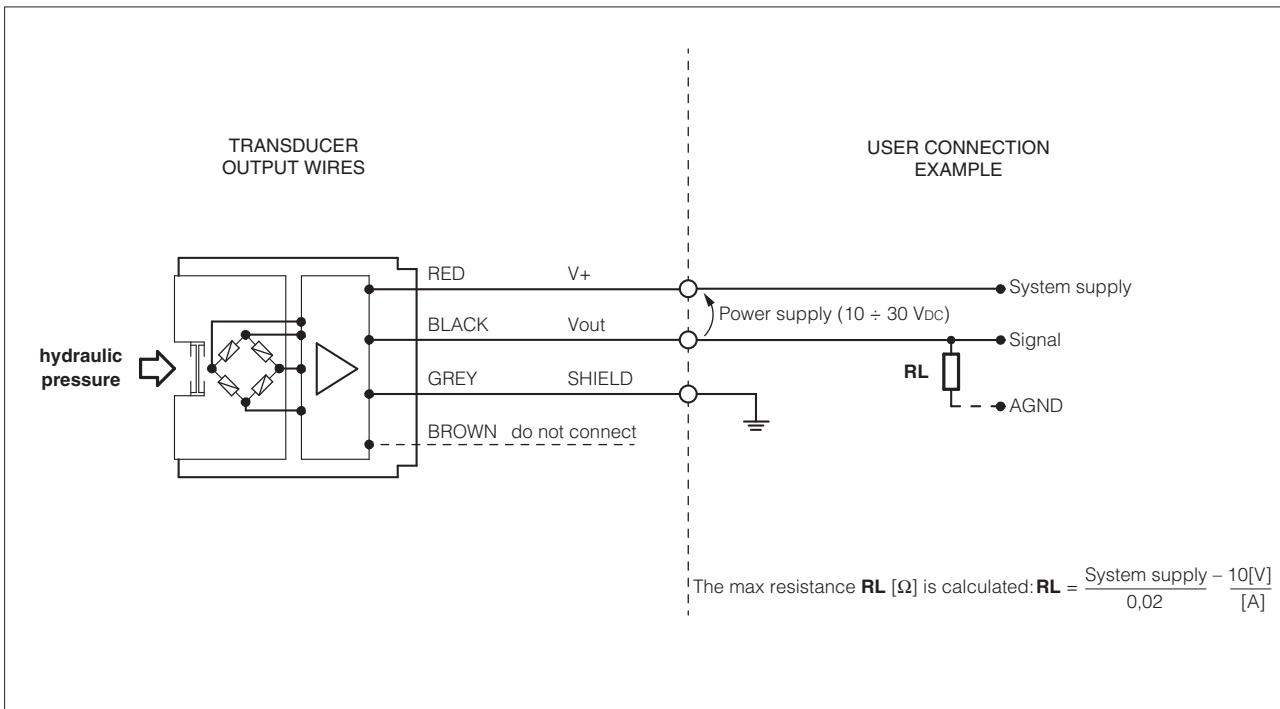 TRANSDUCER
OUTPUT WIRES
USER CONNECTION
EXAMPLE
hydraulic
pressure
RED V+
BLACK Vout
GREY SHIELD
BROWN do not connect
System supply
Power supply (10 ÷ 30 VDC)
Signal
RL
AGND
The max resistance RL [Ω] is calculated: RL = System supply – 10[V]
0,02 [A]